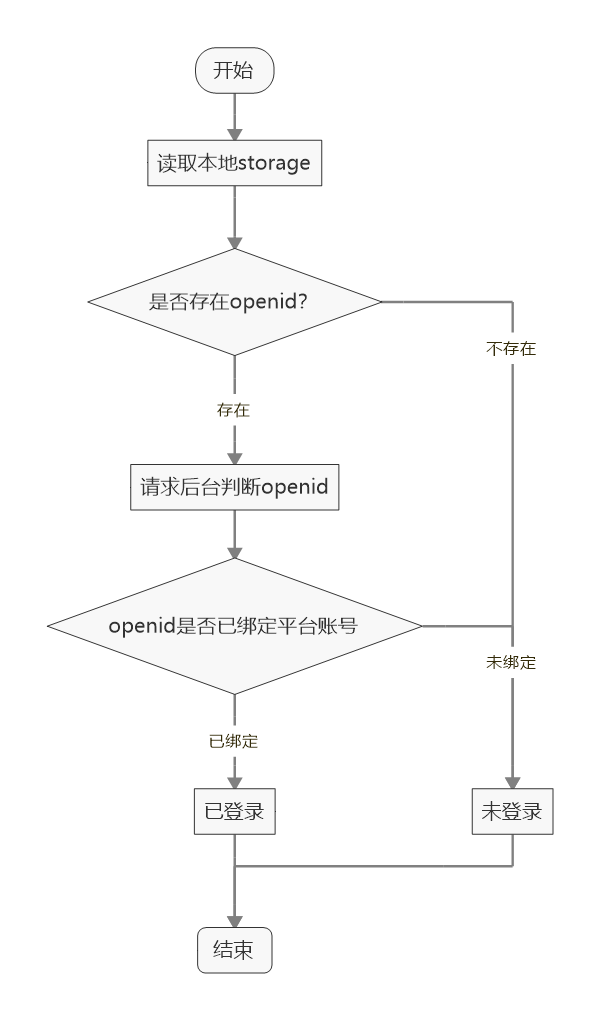 开始
读取本地storage
是否存在openid?
不存在
存在
请求后台判断openid
openid是否已绑定平台账号
未绑定
已绑定
已登录
未登录
结束